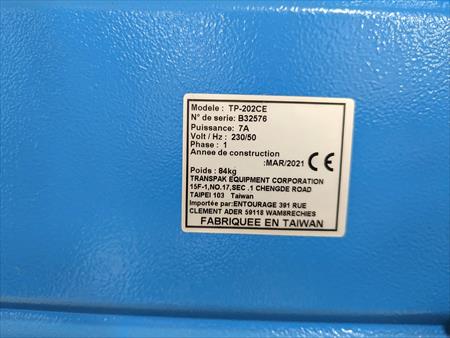 Modele : TP-202CE
N° de serie: B32576
Puissance: 7A
Volt / Hz : 230/50
Phase : 1
Annee de construction
:MAR/2021 CE
Poids : 84kg
TRANSPAK EQUIPMENT CORPORATION
15F-1,NO.17,SEC .1 CHENGDE ROAD
TAIPEI 103 Taiwan
Importée par:ENTOURAGE 391 RUE
CLEMENT ADER 59118 WAM8RECHIES
FABRIQUEE EN TAIWAN